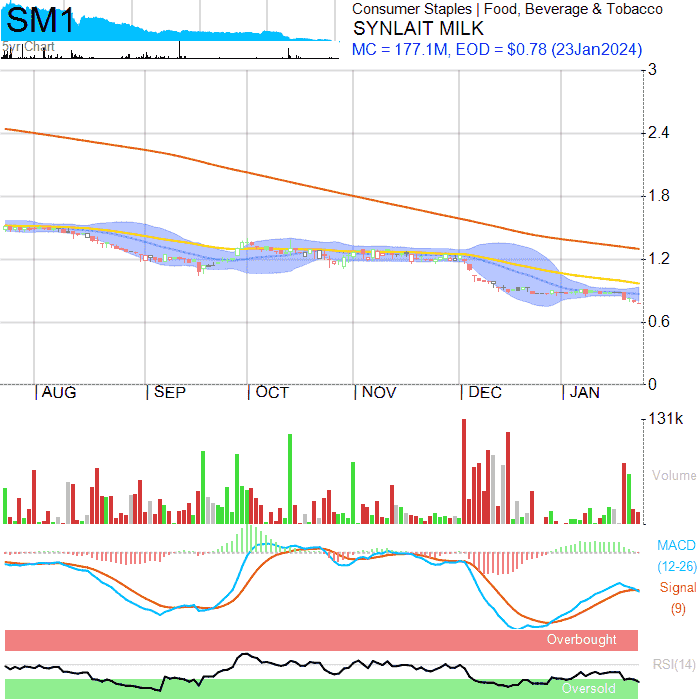 SM1
5yr Chart
Consumer Staples | Food, Beverage & Tobacco
SYNLAIT MILK
MC = 177.1M, EOD = $0.78 (23Jan2024)
3
2.4
1.8
1.2
0.6
0
AUG
SEP
OCT
NOV
DEC
JAN
131k
Volume
MACD
(12-26)
Signal
(9)
Overbought
RSI(14)
Oversold